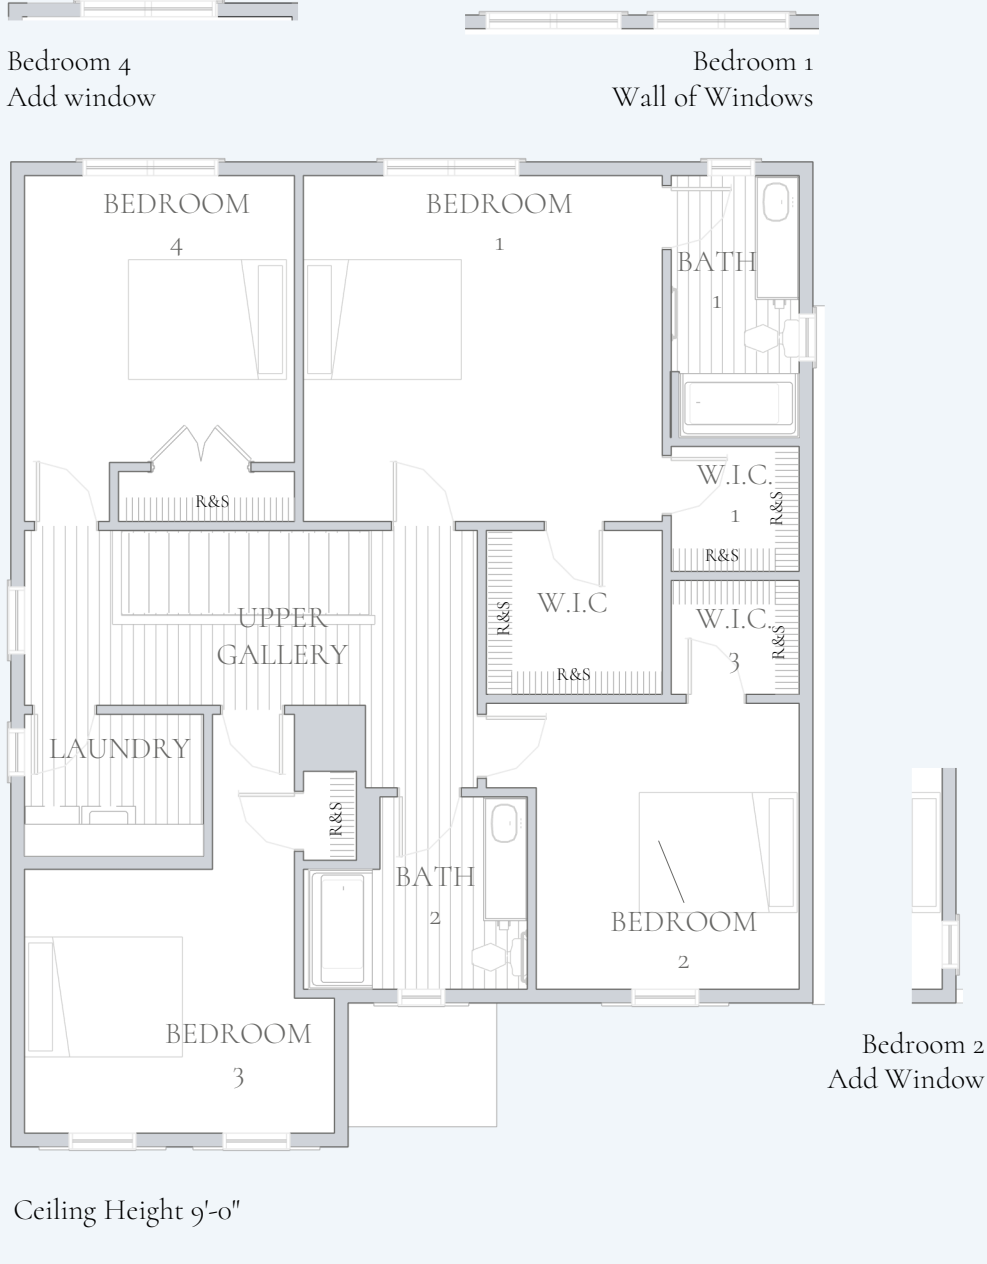 Bedroom 4
Add window
Bedroom 1
Wall of Windows
BEDROOM
4
BEDROOM
1
BATH
1
R&S
W.I.C.
1
R&S
R&S
W.I.C
R&S
R&S
W.I.C.
3
R&S
UPPER
GALLERY
LAUNDRY
R&S
BATH
2
BEDROOM
2
BEDROOM
3
Bedroom 2
Add Window
Ceiling Height 9'-0"